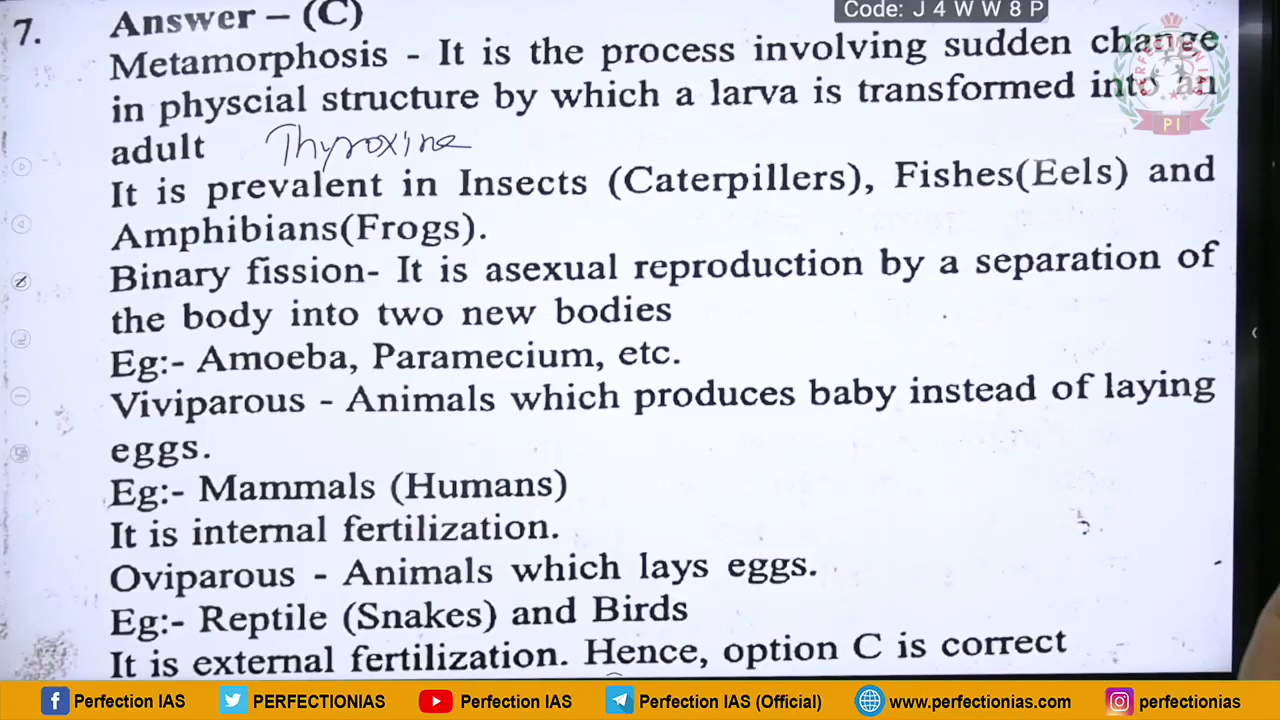 Code: J 4 W W 8 P
7. Answer – (C)
Metamorphosis - It is the process involving sudden change
in physcial structure by which a larva is transformed into an
adult Thyroxine
It is prevalent in Insects (Caterpillers), Fishes(Eels) and
Amphibians(Frogs).
Binary fission- It is asexual reproduction by a separation of
the body into two new bodies
Eg:- Amoeba, Paramecium, etc.
Viviparous - Animals which produces baby instead of laying
eggs.
Eg:- Mammals (Humans)
It is internal fertilization.
Oviparous - Animals which lays eggs.
Eg:- Reptile (Snakes) and Birds
It is external fertilization. Hence, option C is correct
PERFECTION IAS
PI
Perfection IAS PERFECTIONIAS Perfection IAS Perfection IAS (Official) www.perfectionias.com perfectionias